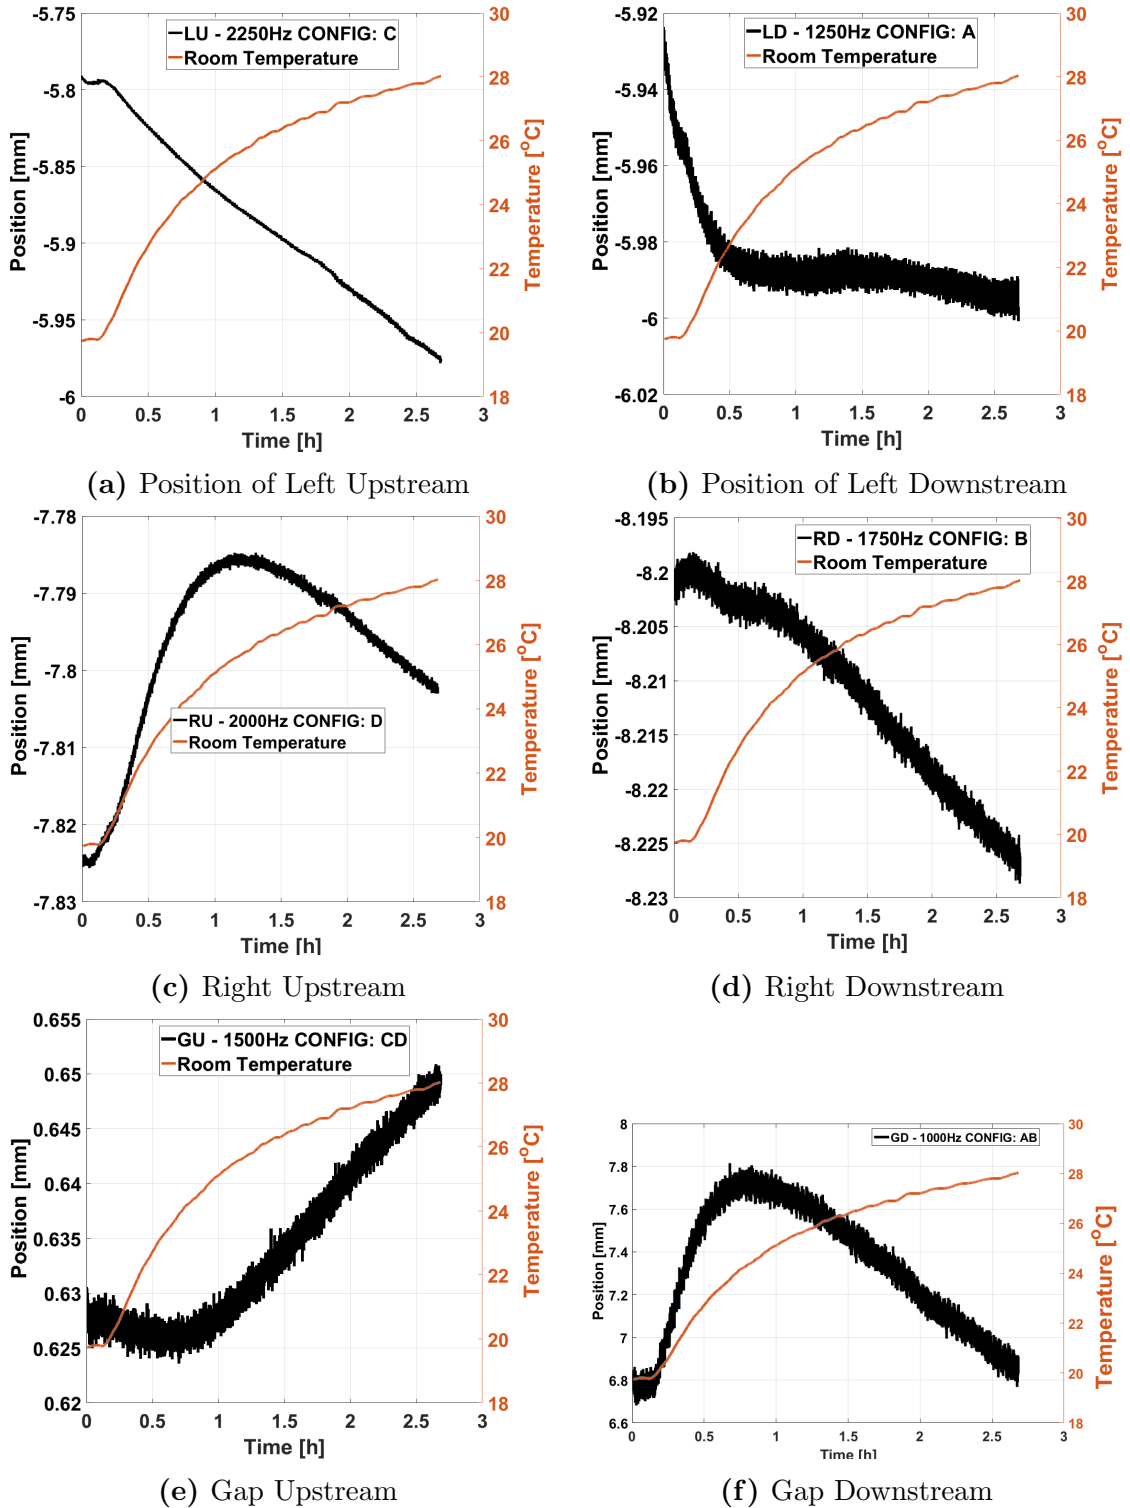 -5.75
-5.8
-5.85
-5.9
-5.95
-6
Position [mm]
LU - 2250Hz CONFIG: C
Room Temperature
30
28
26
24
22
20
18
Temperature [°C]
0 0.5 1 1.5 2 2.5 3
Time [h]
(a) Position of Left Upstream
-5.92
-5.94
-5.96
-5.98
-6
-6.02
Position [mm]
LD - 1250Hz CONFIG: A
Room Temperature
30
28
26
24
22
20
18
Temperature [°C]
0 0.5 1 1.5 2 2.5 3
Time [h]
(b) Position of Left Downstream
-7.78
-7.79
-7.8
-7.81
-7.82
-7.83
Position [mm]
RU - 2000Hz CONFIG: D
Room Temperature
30
28
26
24
22
20
18
Temperature [°C]
0 0.5 1 1.5 2 2.5 3
Time [h]
(c) Right Upstream
-8.195
-8.2
-8.205
-8.21
-8.215
-8.22
-8.225
-8.23
Position [mm]
RD - 1750Hz CONFIG: B
Room Temperature
30
28
26
24
22
20
18
Temperature [°C]
0 0.5 1 1.5 2 2.5 3
Time [h]
(d) Right Downstream
0.655
0.65
0.645
0.64
0.635
0.63
0.625
0.62
Position [mm]
GU - 1500Hz CONFIG: CD
Room Temperature
30
28
26
24
22
20
18
Temperature [°C]
0 0.5 1 1.5 2 2.5 3
Time [h]
(e) Gap Upstream
8
7.8
7.6
7.4
7.2
7
6.8
6.6
Position [mm]
GD - 1000Hz CONFIG: AB
30
28
26
24
22
20
18
Temperature [°C]
0 0.5 1 1.5 2 2.5 3
Time [h]
(f) Gap Downstream